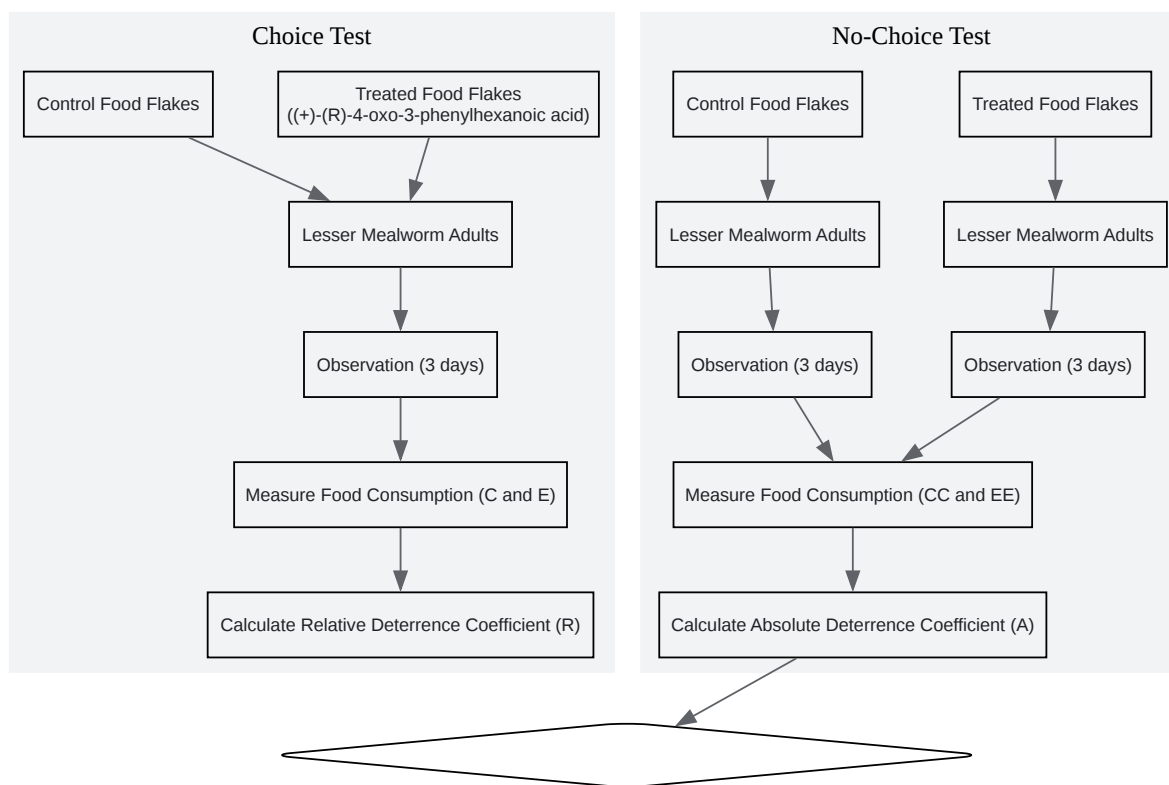 Choice Test
Control Food Flakes
Treated Food Flakes
((+)-(R)-4-oxo-3-phenylhexanoic acid)
Lesser Mealworm Adults
Observation (3 days)
Measure Food Consumption (C and E)
Calculate Relative Deterrence Coefficient (R)
No-Choice Test
Control Food Flakes
Treated Food Flakes
Lesser Mealworm Adults
Lesser Mealworm Adults
Observation (3 days)
Observation (3 days)
Measure Food Consumption (CC and EE)
Calculate Absolute Deterrence Coefficient (A)